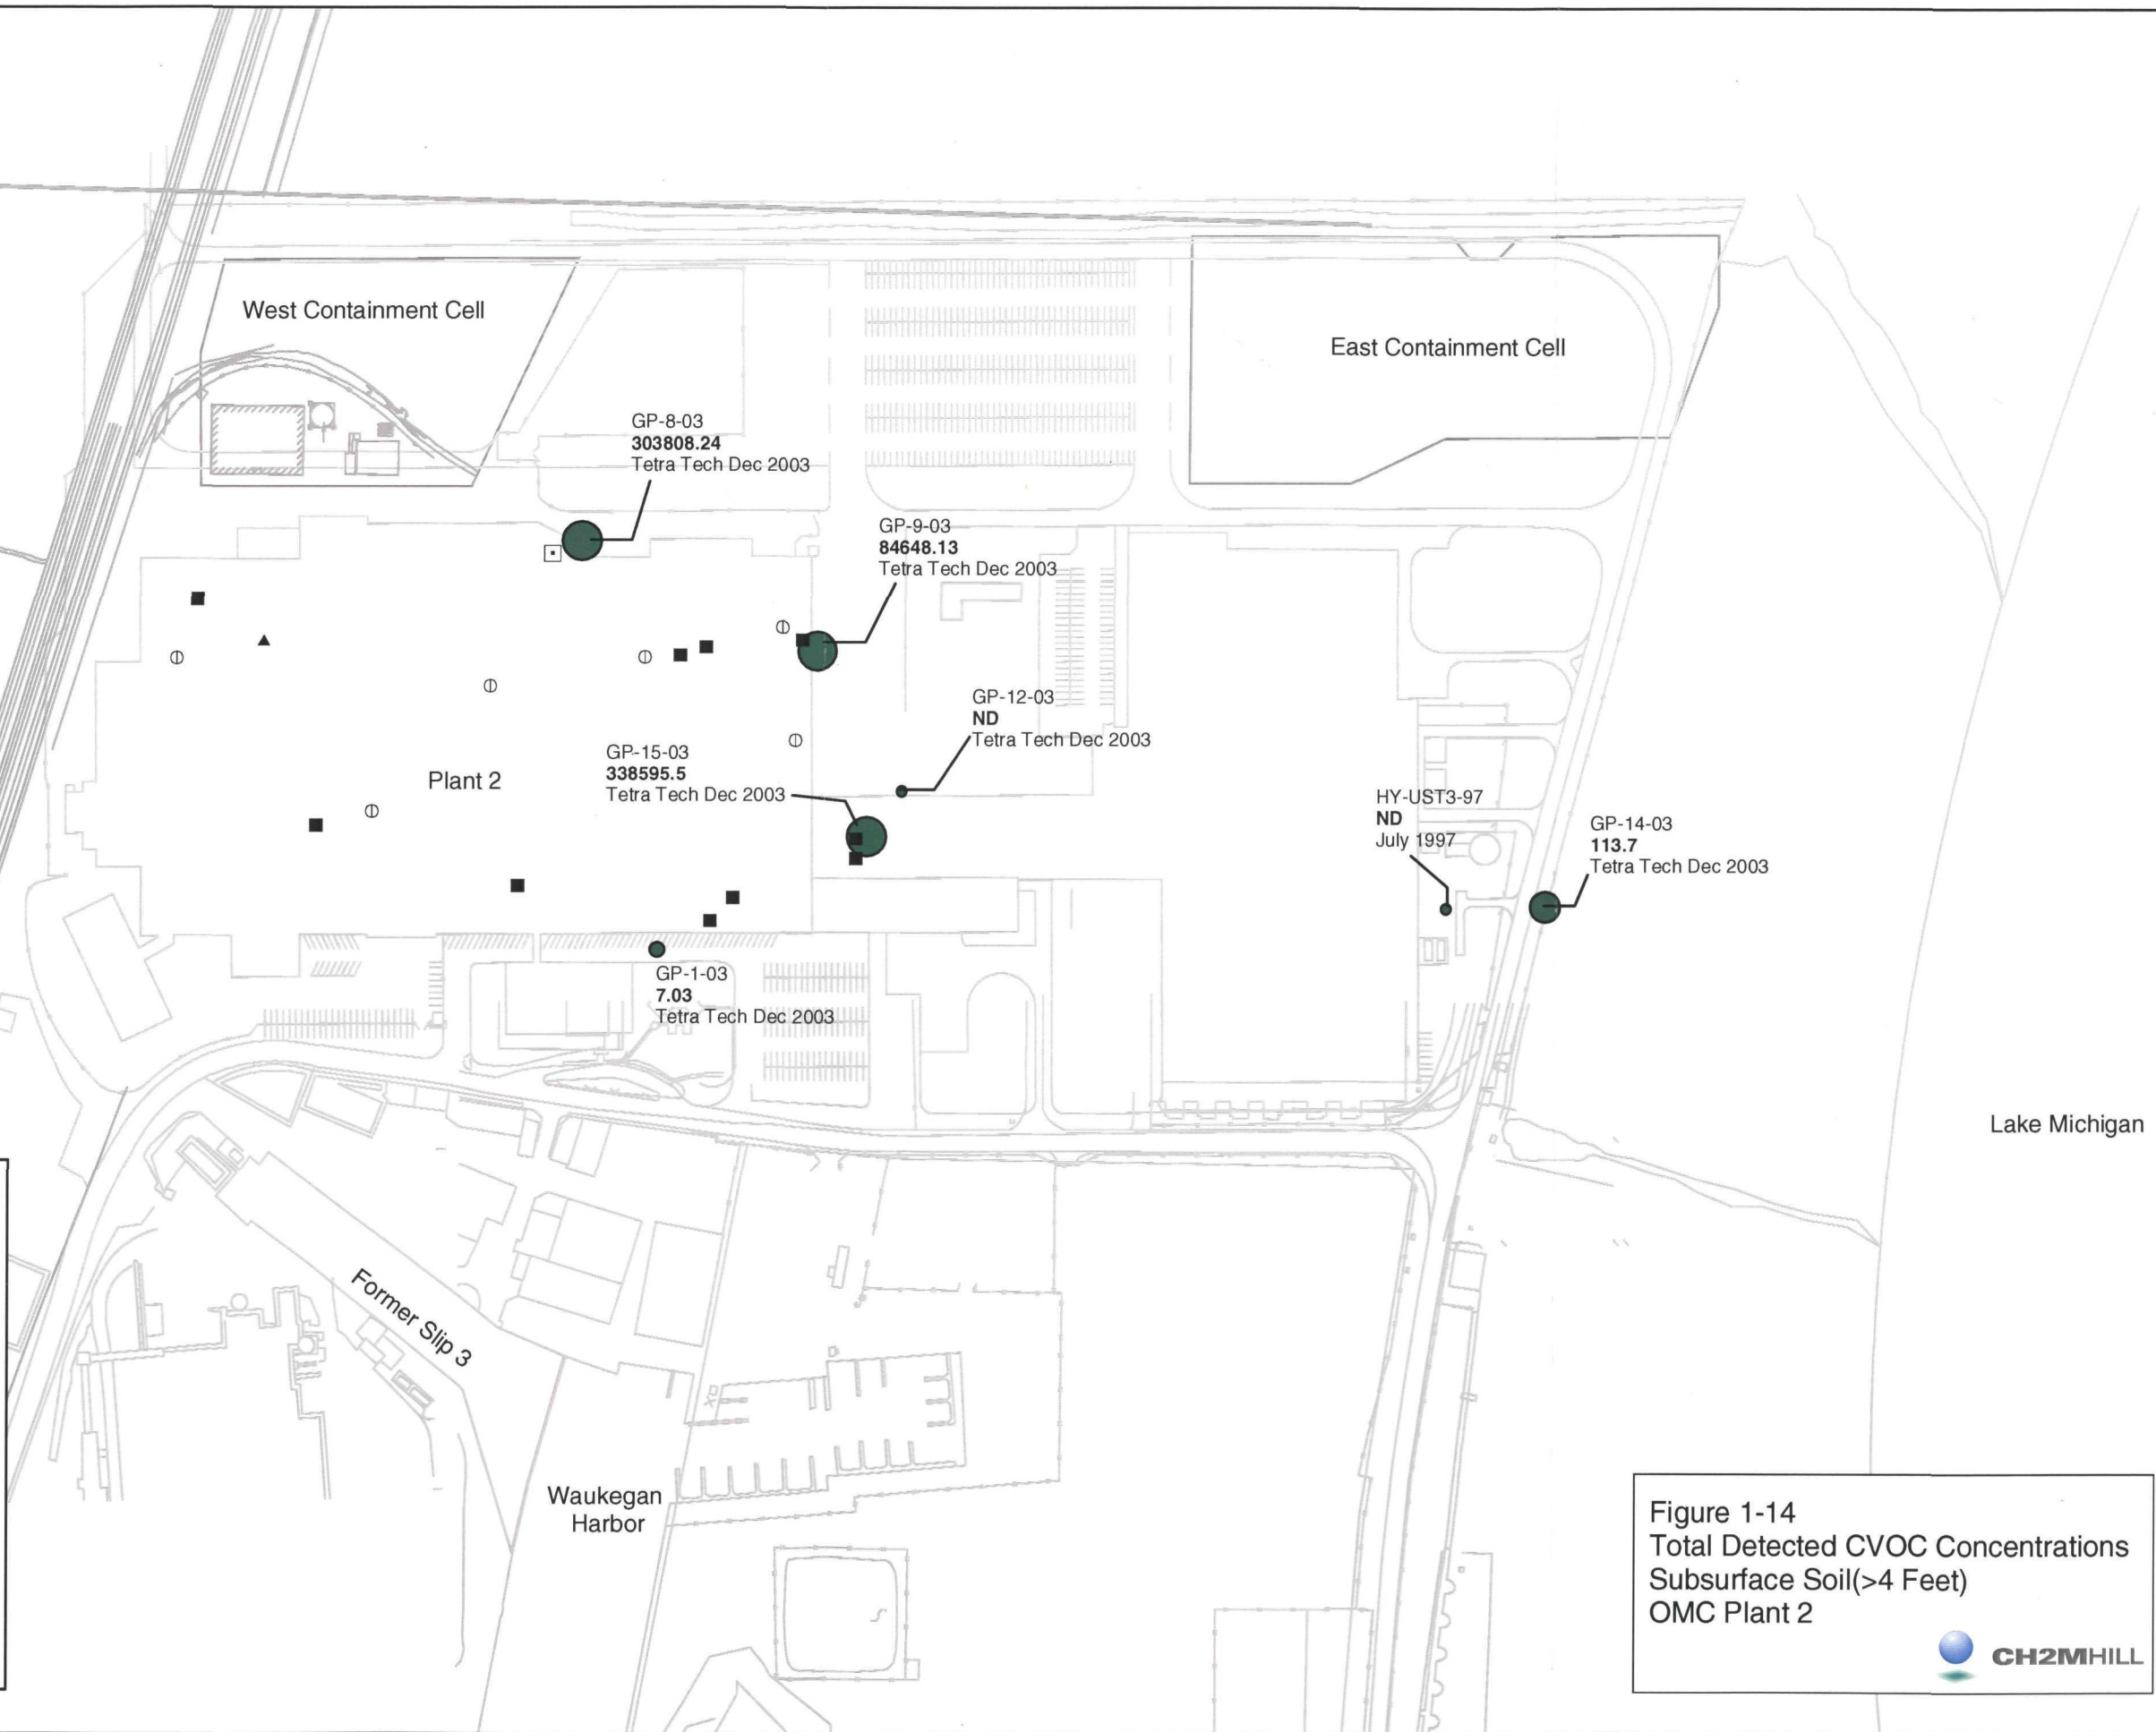 West Containment Cell
East Containment Cell
GP-8-03
303808.24
Tetra Tech Dec 2003
GP-9-03
84648.13
Tetra Tech Dec 2003
GP-12-03
ND
Tetra Tech Dec 2003
GP-15-03
338595.5
Tetra Tech Dec 2003
Plant 2
HY-UST3-97
ND
July 1997
GP-14-03
113.7
Tetra Tech Dec 2003
GP-1-03
7.03
Tetra Tech Dec 2003
Lake Michigan
Former Slip 3
Waukegan
Harbor
Figure 1-14
Total Detected CVOC Concentrations
Subsurface Soil(>4 Feet)
OMC Plant 2
CH2MHILL